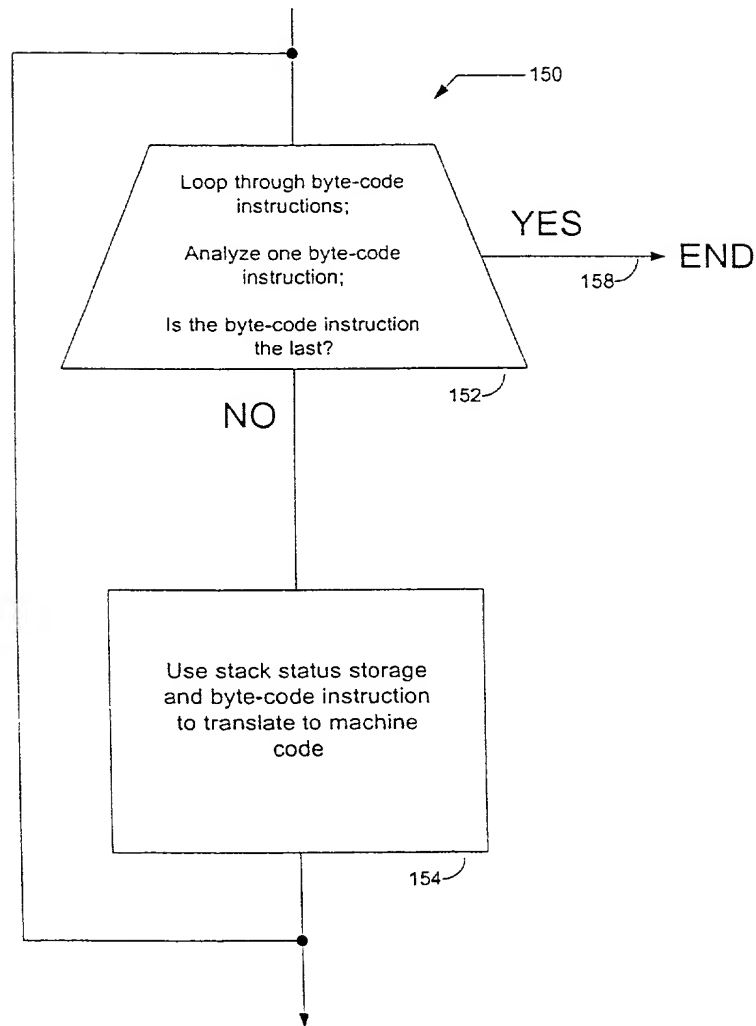 150
Loop through byte-code
instructions;
Analyze one byte-code
instruction;
Is the byte-code instruction
the last?
YES
END
158
152
NO
Use stack status storage
and byte-code instruction
to translate to machine
code
154